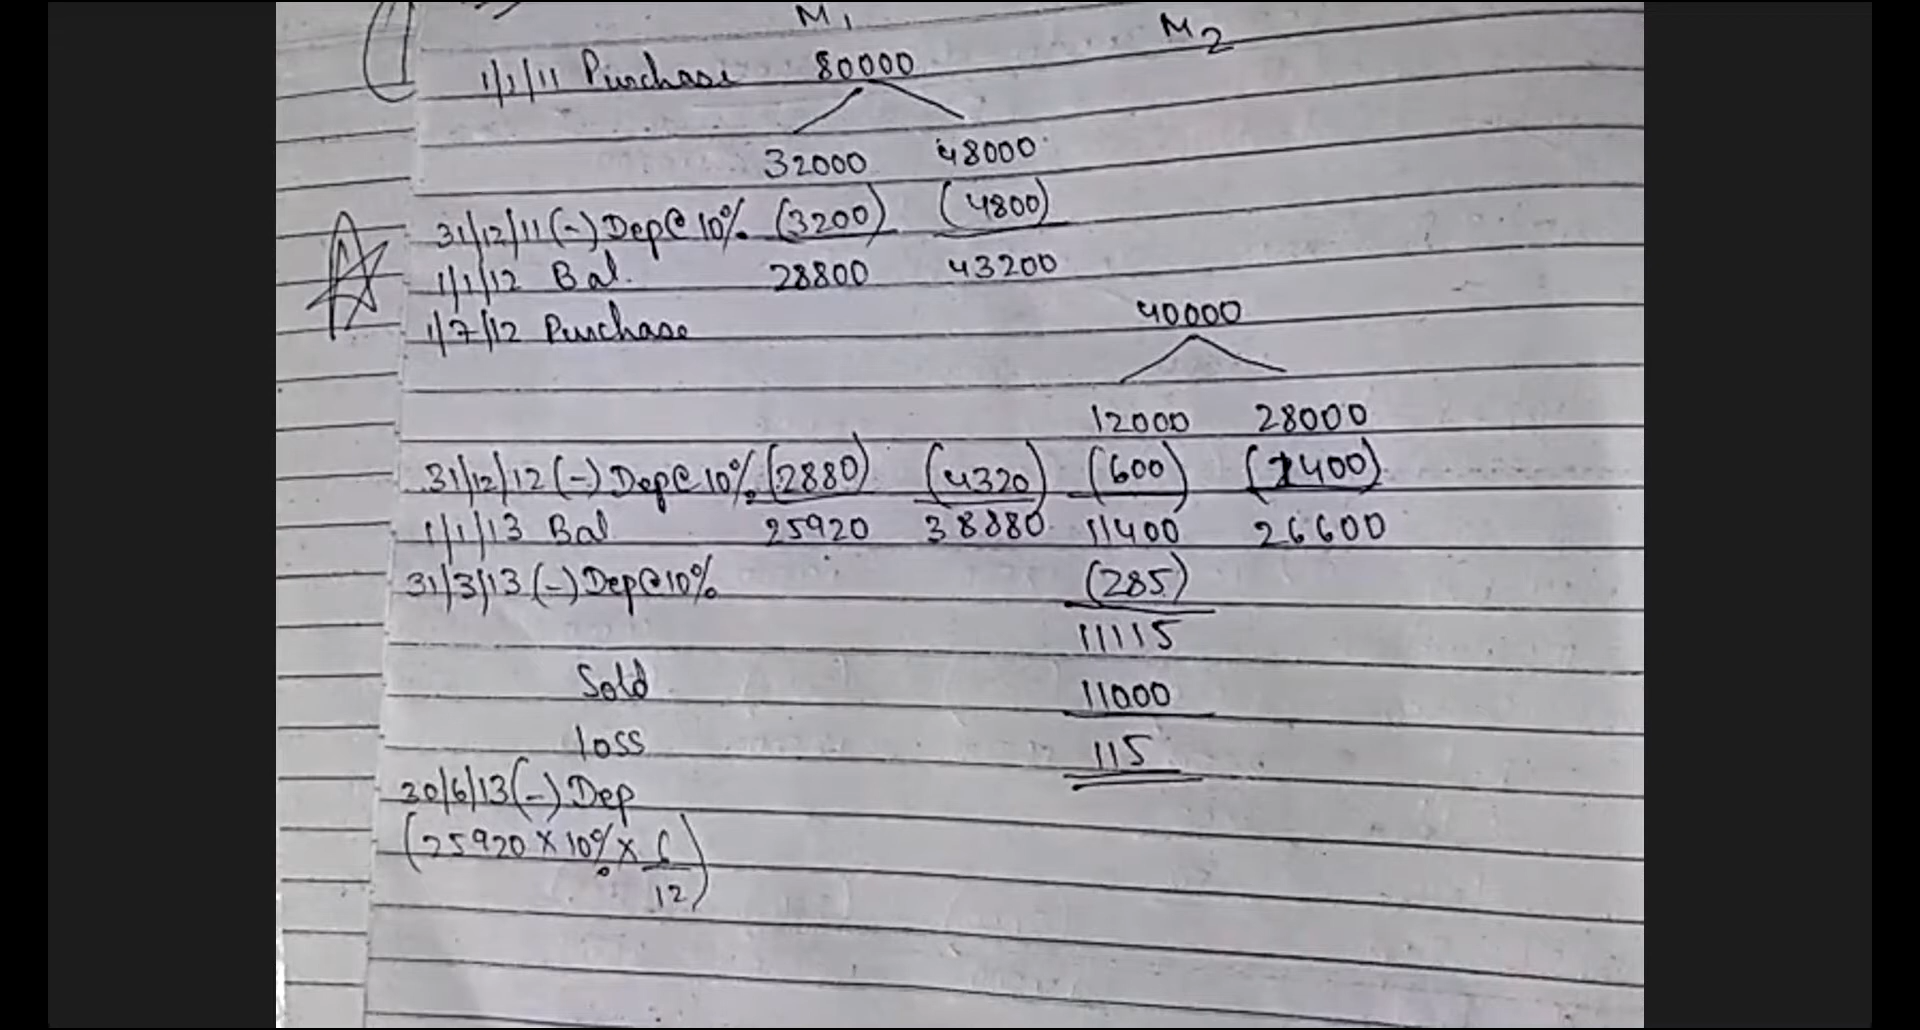 M1 M2
1/1/11 Purchase 80000
32000 48000
31/12/11 (-) Dep@ 10% (3200) (4800)
1/1/12 Bal. 28800 43200
1/7/12 Purchase 40000
12000 28000
31/12/12 (-) Dep@ 10% (2880) (4320) (600) (1400)
1/1/13 Bal 25920 38880 11400 26600
31/3/13 (-) Dep@10% (285)
11115
Sold 11000
loss 115
30/6/13 (-) Dep
(25920 X 10% X 6/12)